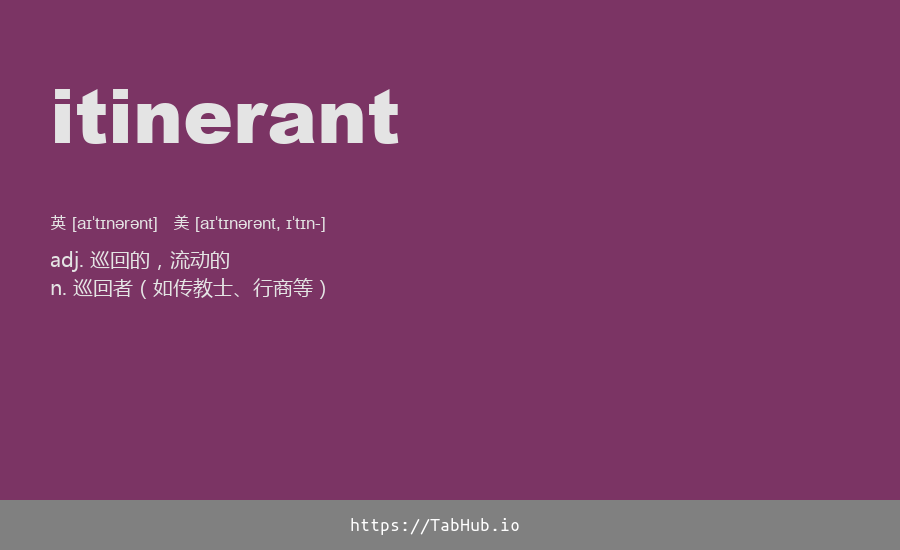 itinerant
英 [aɪˈtɪnərənt] 美 [aɪˈtɪnərənt, ɪˈtɪn-]
adj. 巡回的，流动的
n. 巡回者（如传教士、行商等）
https://TabHub.io